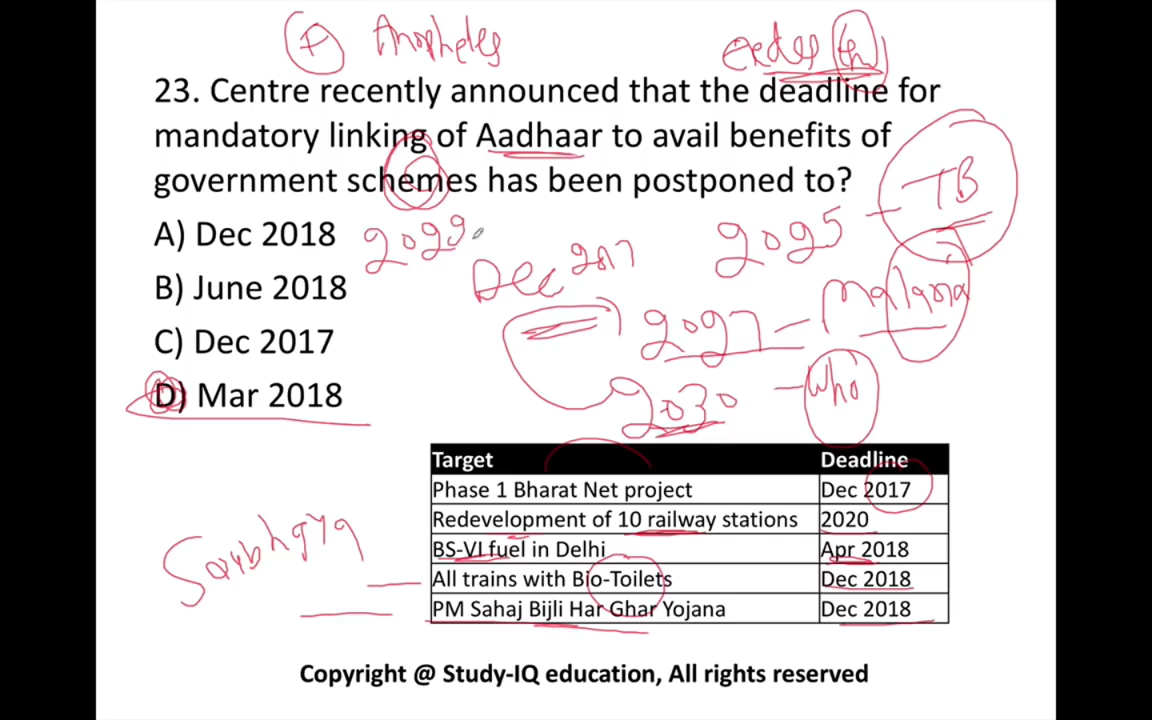 Anopheles
23. Centre recently announced that the deadline for
mandatory linking of Aadhaar to avail benefits of
government schemes has been postponed to?
TB
A) Dec 2018
2025
Dec 2017
B) June 2018
2027 - Malaria
C) Dec 2017
D) Mar 2018
2030 - Who
Target Deadline
Phase 1 Bharat Net project Dec 2017
Redevelopment of 10 railway stations 2020
BS-VI fuel in Delhi Apr 2018
All trains with Bio-Toilets Dec 2018
PM Sahaj Bijli Har Ghar Yojana Dec 2018
Copyright @ Study-IQ education, All rights reserved